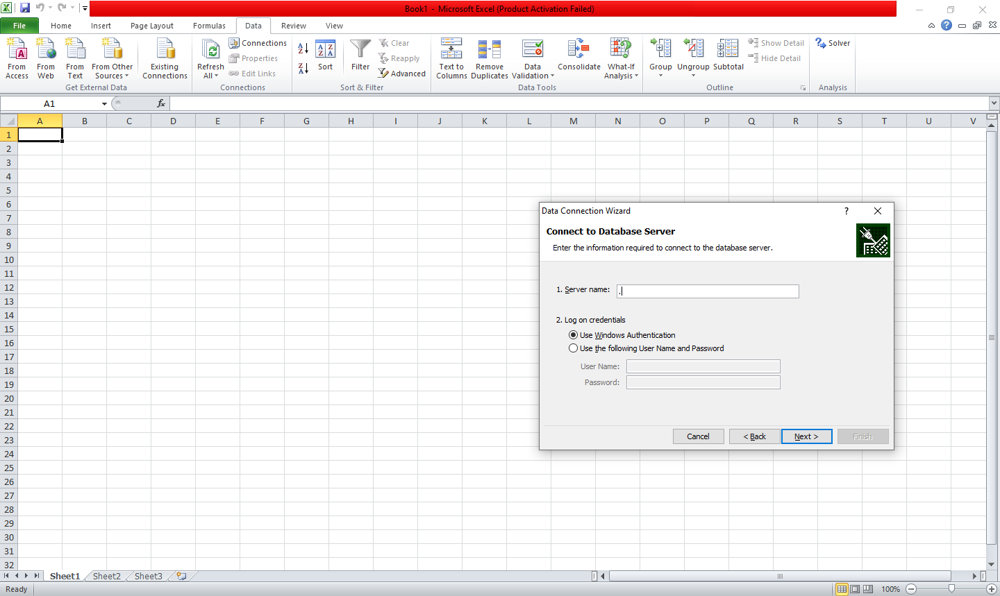 Book1 - Microsoft Excel (Product Activation Failed)
File Home Insert Page Layout Formulas Data Review View
From Access
From Web
From Text
From Other Sources
Existing Connections
Get External Data
Refresh All
Connections
Properties
Edit Links
Connections
Sort
Filter
Clear
Reapply
Advanced
Sort & Filter
Text to Columns
Remove Duplicates
Data Validation
Consolidate
What-If Analysis
Data Tools
Group
Ungroup
Subtotal
Show Detail
Hide Detail
Outline
Solver
Analysis
A1 fx
A B C D E F G H I J K L M N O P Q R S T U V
1
2
3
4
5
6
7
8
9
10
11
12
13
14
15
16
17
18
19
20
21
22
23
24
25
26
27
28
29
30
31
32
Data Connection Wizard ?
Connect to Database Server
Enter the information required to connect to the database server.
1. Server name: .
2. Log on credentials
Use Windows Authentication
Use the following User Name and Password
User Name:
Password:
Cancel < Back Next > Finish
Sheet1 Sheet2 Sheet3
Ready 100%